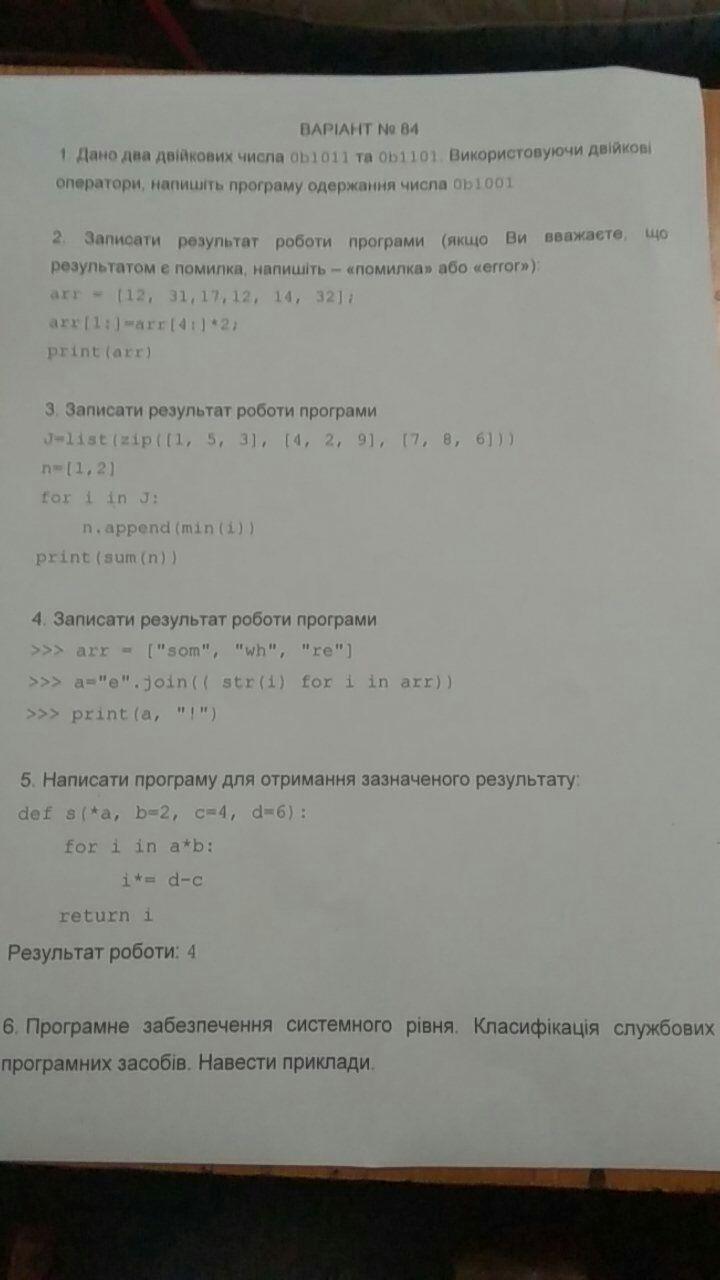 ВАРІАНТ № 84
1. Дано два двійкових числа 0b1011 та 0b1101. Використовуючи двійкові
оператори, напишіть програму одержання числа 0b1001
2. Записати результат роботи програми (якщо Ви вважаєте, що
результатом є помилка, напишіть – «помилка» або «error»):
arr = [12, 31,17,12, 14, 32];
arr[1:]=arr[4:]*2;
print(arr)
3. Записати результат роботи програми
J=list(zip([1, 5, 3], [4, 2, 9], [7, 8, 6]))
n=[1,2]
for i in J:
n.append(min(i))
print(sum(n))
4. Записати результат роботи програми
>>> arr = ["som", "wh", "re"]
>>> a="e".join(( str(i) for i in arr))
>>> print(a, "!")
5. Написати програму для отримання зазначеного результату:
def s(*a, b=2, c=4, d=6):
for i in a*b:
i*= d-c
return i
Результат роботи: 4
6. Програмне забезпечення системного рівня. Класифікація службових
програмних засобів. Навести приклади.